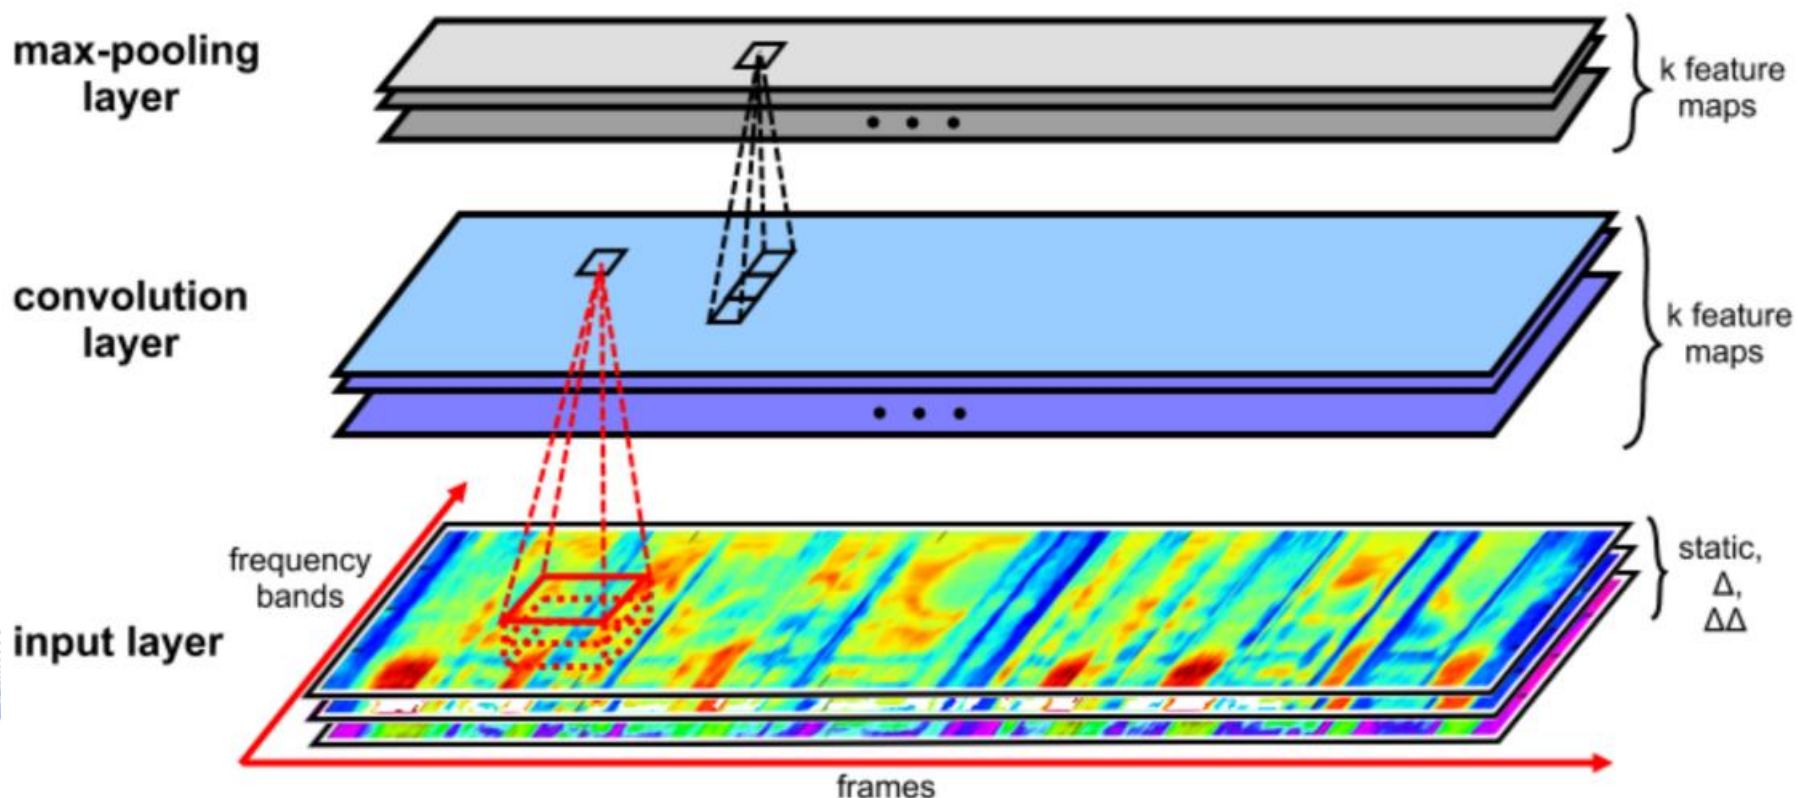 max-pooling
layer
k feature
maps
• • •
convolution
layer
k feature
maps
• • •
frequency
bands
static,
Δ,
ΔΔ
input layer
frames